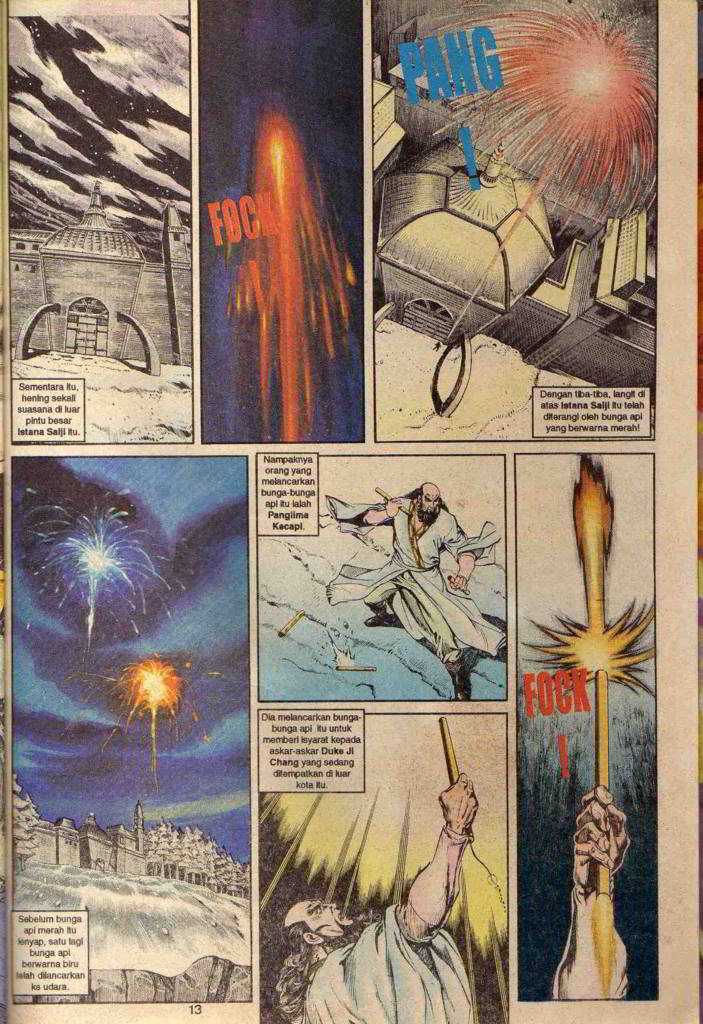 Sementara itu,
hening sekali
suasana di luar
pintu besar
Istana Salji itu.
FOCK
!
PANG
!
Dengan tiba-tiba, langit di
atas Istana Salji itu telah
diterangi oleh bunga api
yang berwarna merah!
Sebelum bunga
api merah itu
lenyap, satu lagi
bunga api
berwarna biru
telah dilancarkan
ke udara.
Nampaknya
orang yang
melancarkan
bunga-bunga
api itu ialah
Panglima
Kecapi.
Dia melancarkan bunga-
bunga api itu untuk
memberi isyarat kepada
askar-askar Duke Ji
Chang yang sedang
ditempatkan di luar
kota itu.
FOCK
!
13